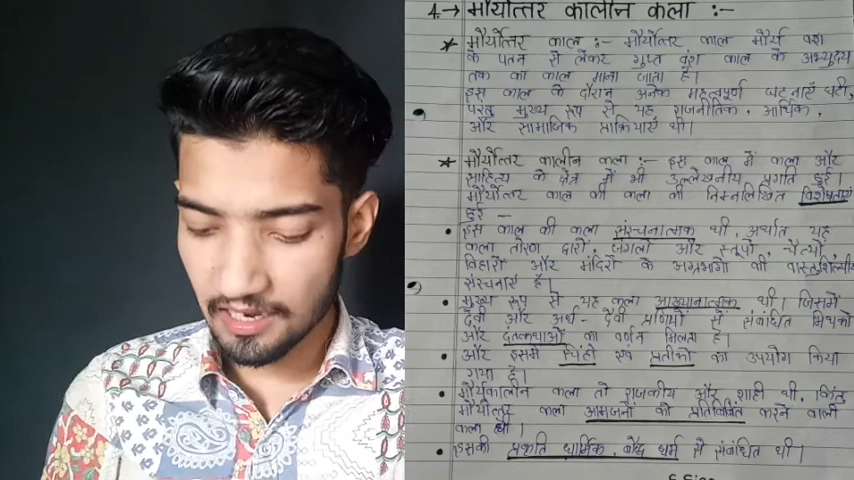 4.→ मौर्योत्तर कालीन कला :-
* मौर्योत्तर काल :- मौर्योत्तर काल मौर्य वंश
के पतन से लेकर गुप्त वंश काल के अभ्युदय
तक का काल माना जाता है।
इस काल के दौरान अनेक महत्वपूर्ण घटनाएँ घटी,
परंतु मुख्य रूप से यह राजनीतिक, आर्थिक,
और सामाजिक प्रक्रियाएं थी।
* मौर्योत्तर कालीन कला :- इस काल में कला और
साहित्य के क्षेत्र में भी उल्लेखनीय प्रगति हुई।
मौर्योत्तर काल की कला की निम्नलिखित विशेषताएं
हुई -
• इस काल की कला संरचनात्मक थी, अर्थात यह
कला तोरण द्वारों, जंगलों और स्तूपों, चैत्यों
विहारों और मंदिरों के अग्रभागो की वास्तुशिल्पीय
संरचनाएं है।
• मुख्य रूप से यह कला आख्यानात्मक थी। जिसमें
देवी और अर्ध-देवी प्राणियों से संबंधित मिथकों
और दंतकथाओं का वर्णन मिलता है।
• और इसमें एवं प्रतीकों का उपयोग किया
गया है।
• मौर्यकालीन कला तो राजकीय और शाही थी, किंतु
मौर्योत्तर कला आमजनों को प्रतिबिंबित करने वाली
कला थी।
• इसकी प्रकृति धार्मिक, बौद्ध धर्म से संबंधित थी।